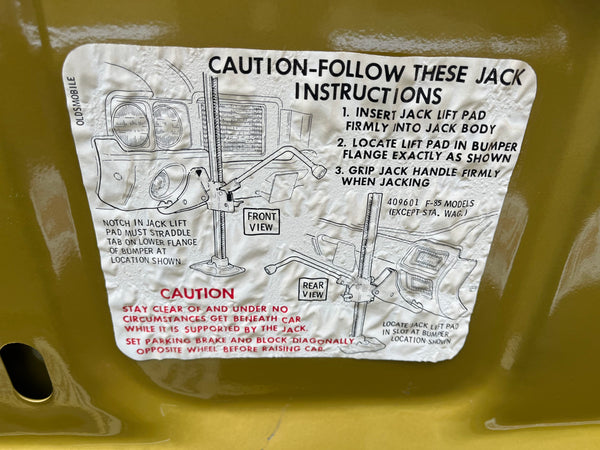 OLDSMOBILE
CAUTION-FOLLOW THESE JACK
INSTRUCTIONS
1. INSERT JACK LIFT PAD
FIRMLY INTO JACK BODY
2. LOCATE LIFT PAD IN BUMPER
FLANGE EXACTLY AS SHOWN
3. GRIP JACK HANDLE FIRMLY
WHEN JACKING
409601 F-85 MODELS
(EXCEPT STA. WAG.)
NOTCH IN JACK LIFT
PAD MUST STRADDLE
TAB ON LOWER FLANGE
OF BUMPER AT
LOCATION SHOWN
FRONT
VIEW
REAR
VIEW
CAUTION
STAY CLEAR OF AND UNDER NO
CIRCUMSTANCES GET BENEATH CAR
WHILE IT IS SUPPORTED BY THE JACK.
SET PARKING BRAKE AND BLOCK DIAGONALLY
OPPOSITE WHEEL BEFORE RAISING CAR
LOCATE JACK LIFT PAD
IN SLOT AT BUMPER
LOCATION SHOWN